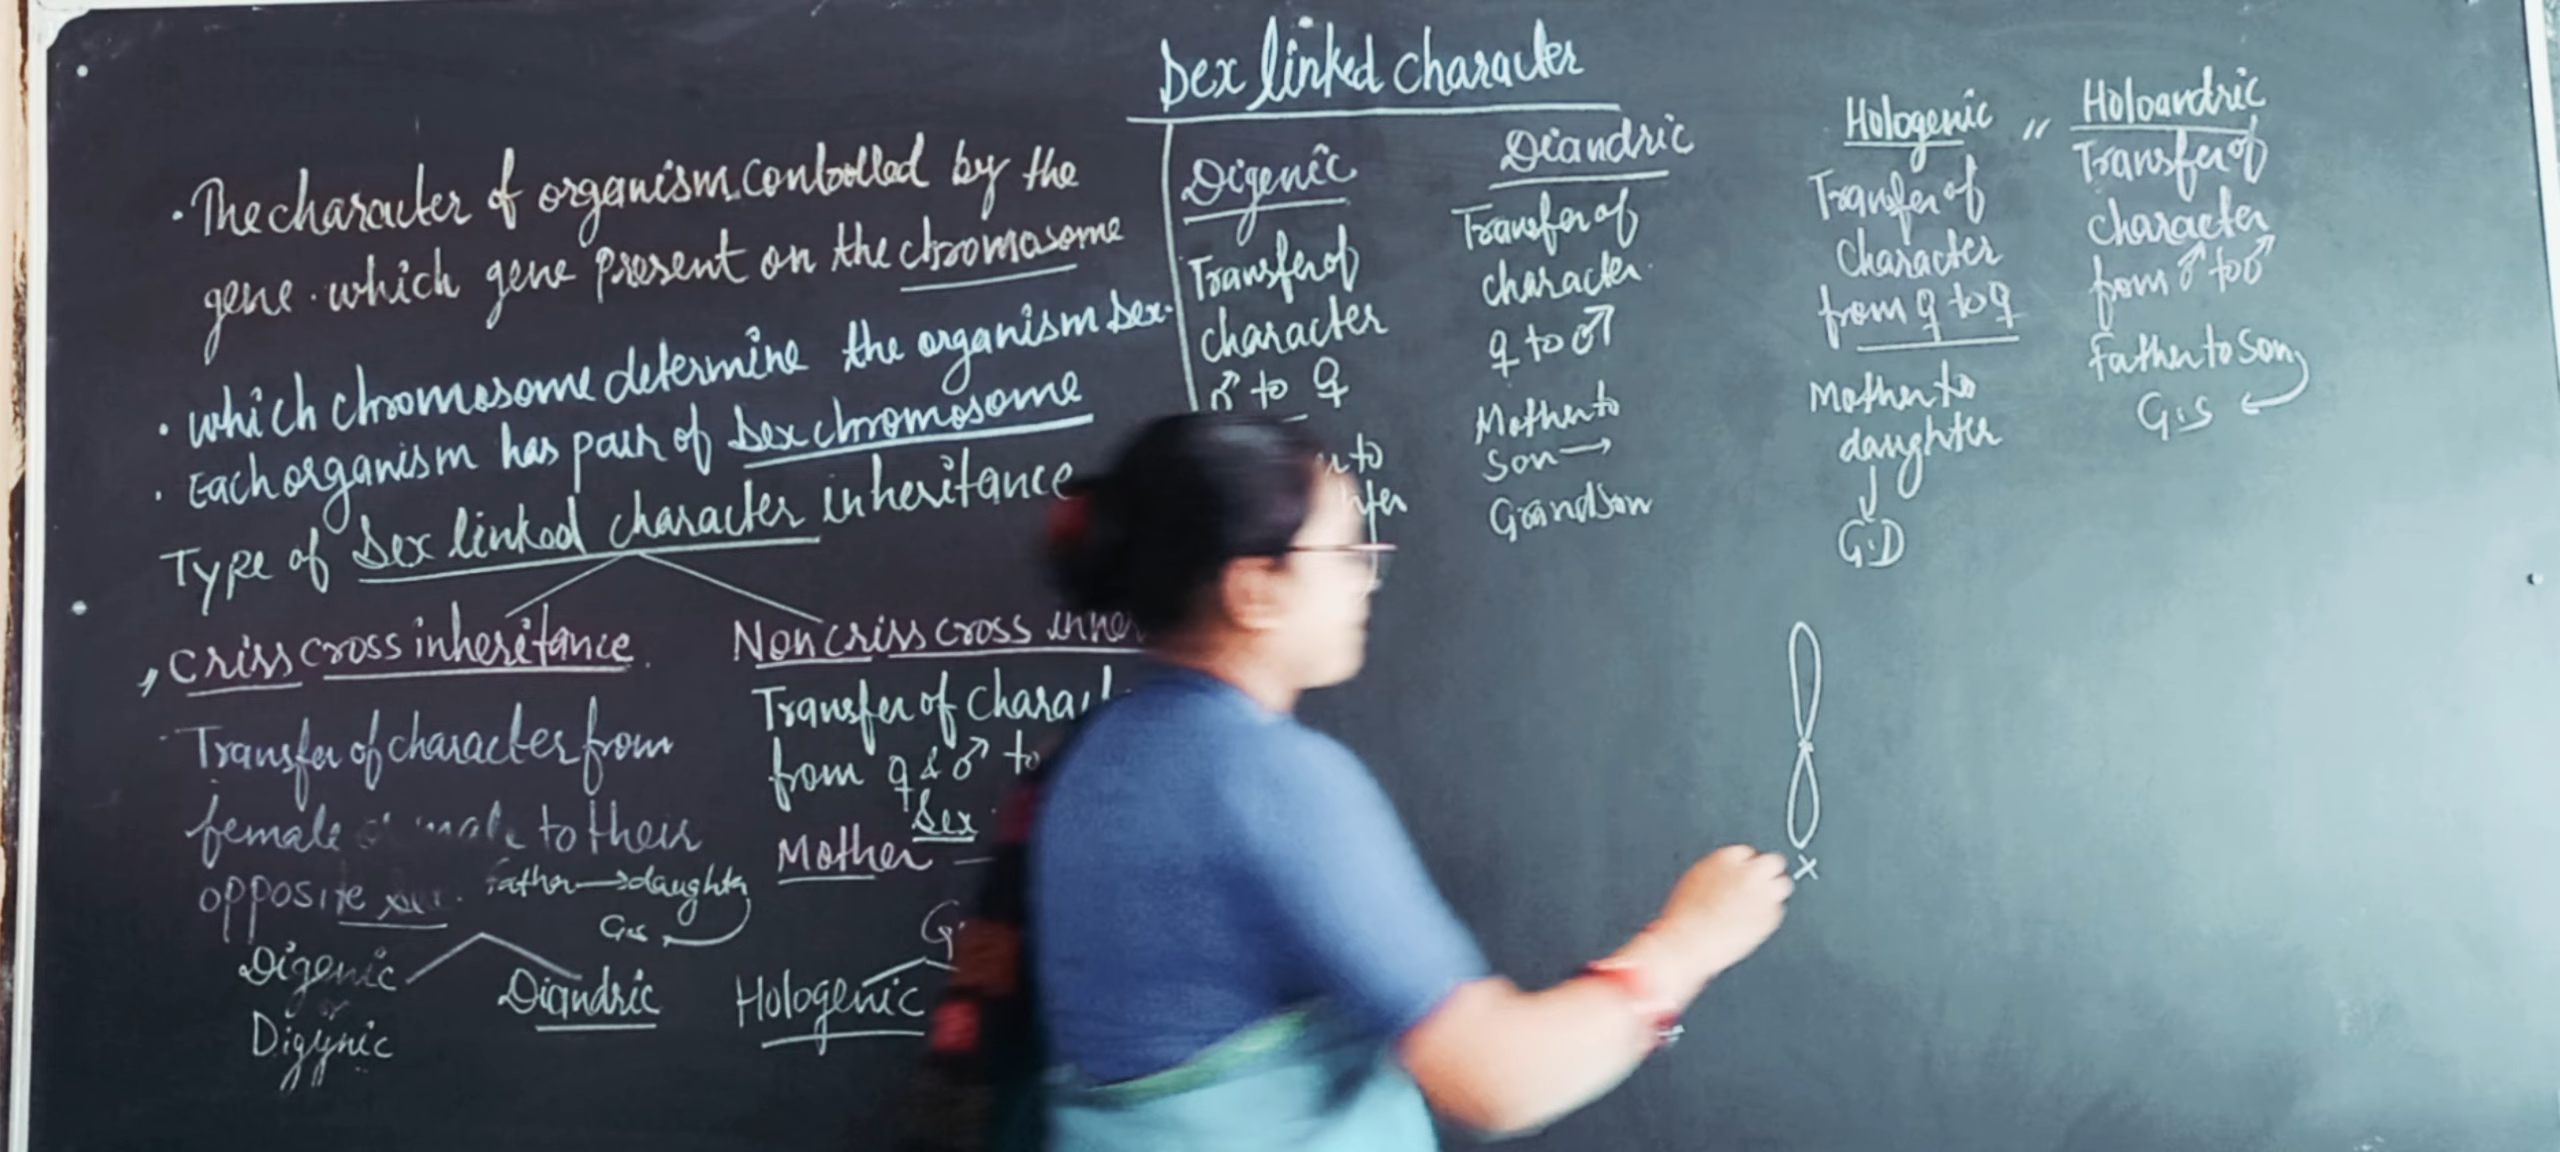 Sex linked character
. The character of organism controlled by the
gene. which gene present on the chromosome
. which chromosome determine the organism sex.
. Each organism has pair of sex chromosome
Type of Sex linked character inheritance
, Criss cross inheritance.
Transfer of character from
female to their
opposite
Father → daughter
G.s
Digenic
or
Digynic
Diandric
Non criss cross
Transfer of
from ♀ & ♂ to
Sex
Mother —
Hologenic
Digenic
Transfer of
character
♂ to ♀
to
Diandric
Transfer of
character.
♀ to ♂
Mother to
Son →
Grandson
Hologenic "
Transfer of
Character
from ♀ to ♀
Mother to
daughter
↓
G.D
Holoandric
Transfer of
character
from ♂ to ♂
Father to Son
G.S ←
x